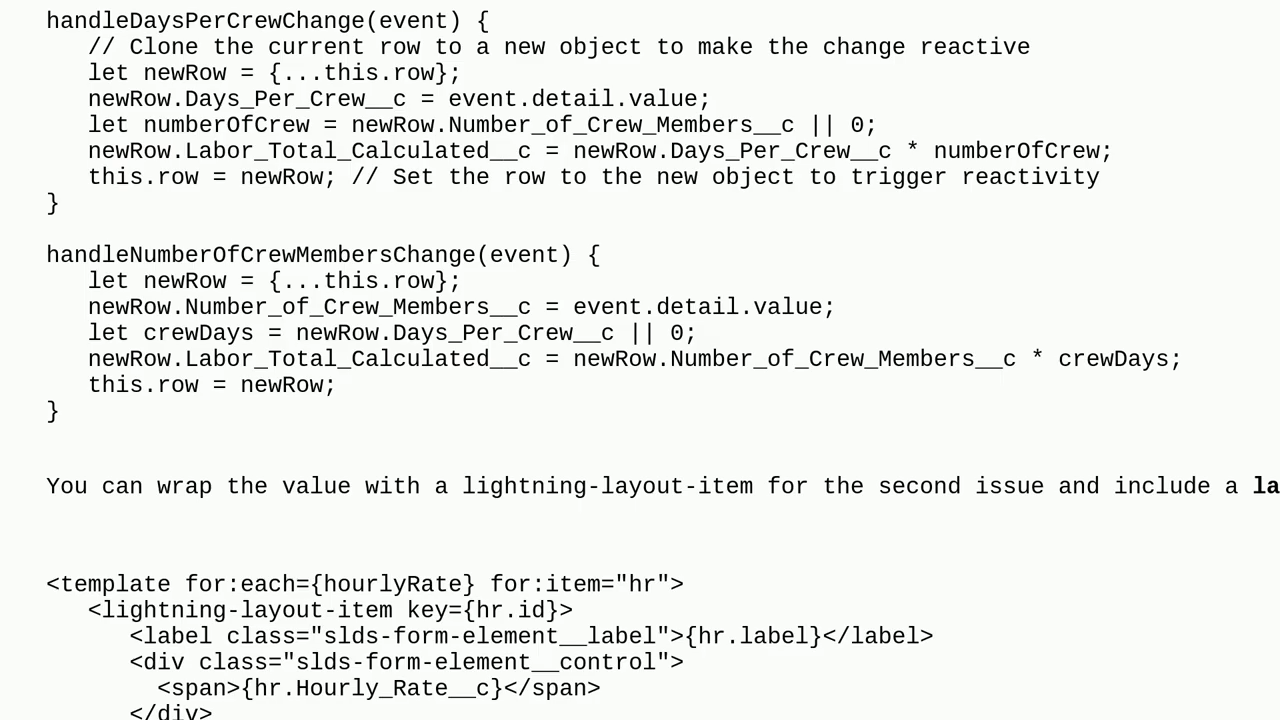 handleDaysPerCrewChange(event) {
// Clone the current row to a new object to make the change reactive
let newRow = {...this.row};
newRow.Days_Per_Crew__c = event.detail.value;
let numberOfCrew = newRow.Number_of_Crew_Members__c || 0;
newRow.Labor_Total_Calculated__c = newRow.Days_Per_Crew__c * numberOfCrew;
this.row = newRow; // Set the row to the new object to trigger reactivity
}
handleNumberOfCrewMembersChange(event) {
let newRow = {...this.row};
newRow.Number_of_Crew_Members__c = event.detail.value;
let crewDays = newRow.Days_Per_Crew__c || 0;
newRow.Labor_Total_Calculated__c = newRow.Number_of_Crew_Members__c * crewDays;
this.row = newRow;
}
You can wrap the value with a lightning-layout-item for the second issue and include a la
<template for:each={hourlyRate} for:item="hr">
<lightning-layout-item key={hr.id}>
<label class="slds-form-element__label">{hr.label}</label>
<div class="slds-form-element__control">
<span>{hr.Hourly_Rate__c}</span>
</div>